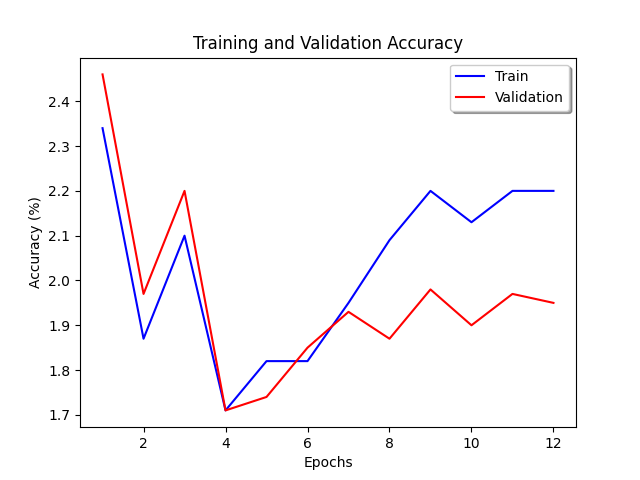 Training and Validation Accuracy
Train
Validation
Accuracy (%)
2.4
2.3
2.2
2.1
2.0
1.9
1.8
1.7
2 4 6 8 10 12
Epochs